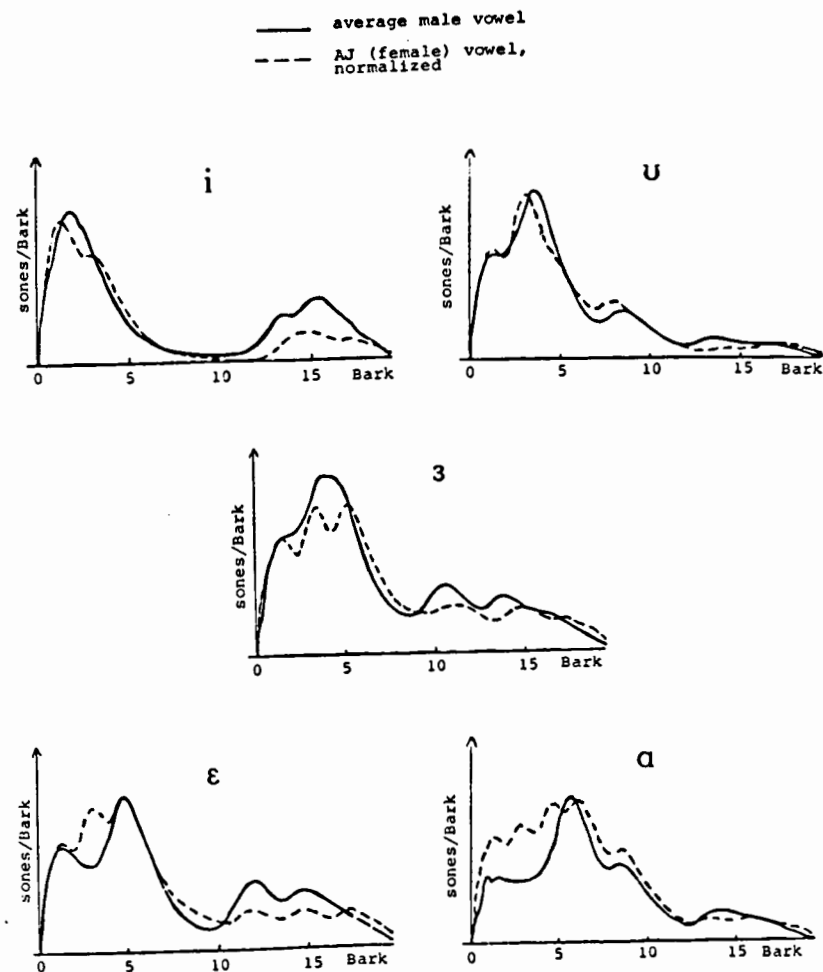 average male vowel
AJ (female) vowel,
normalized
i
sones/Bark
0 5 10 15 Bark
ʊ
sones/Bark
0 5 10 15 Bark
ɜ
sones/Bark
0 5 10 15 Bark
ɛ
sones/Bark
0 5 10 15 Bark
ɑ
sones/Bark
0 5 10 15 Bark